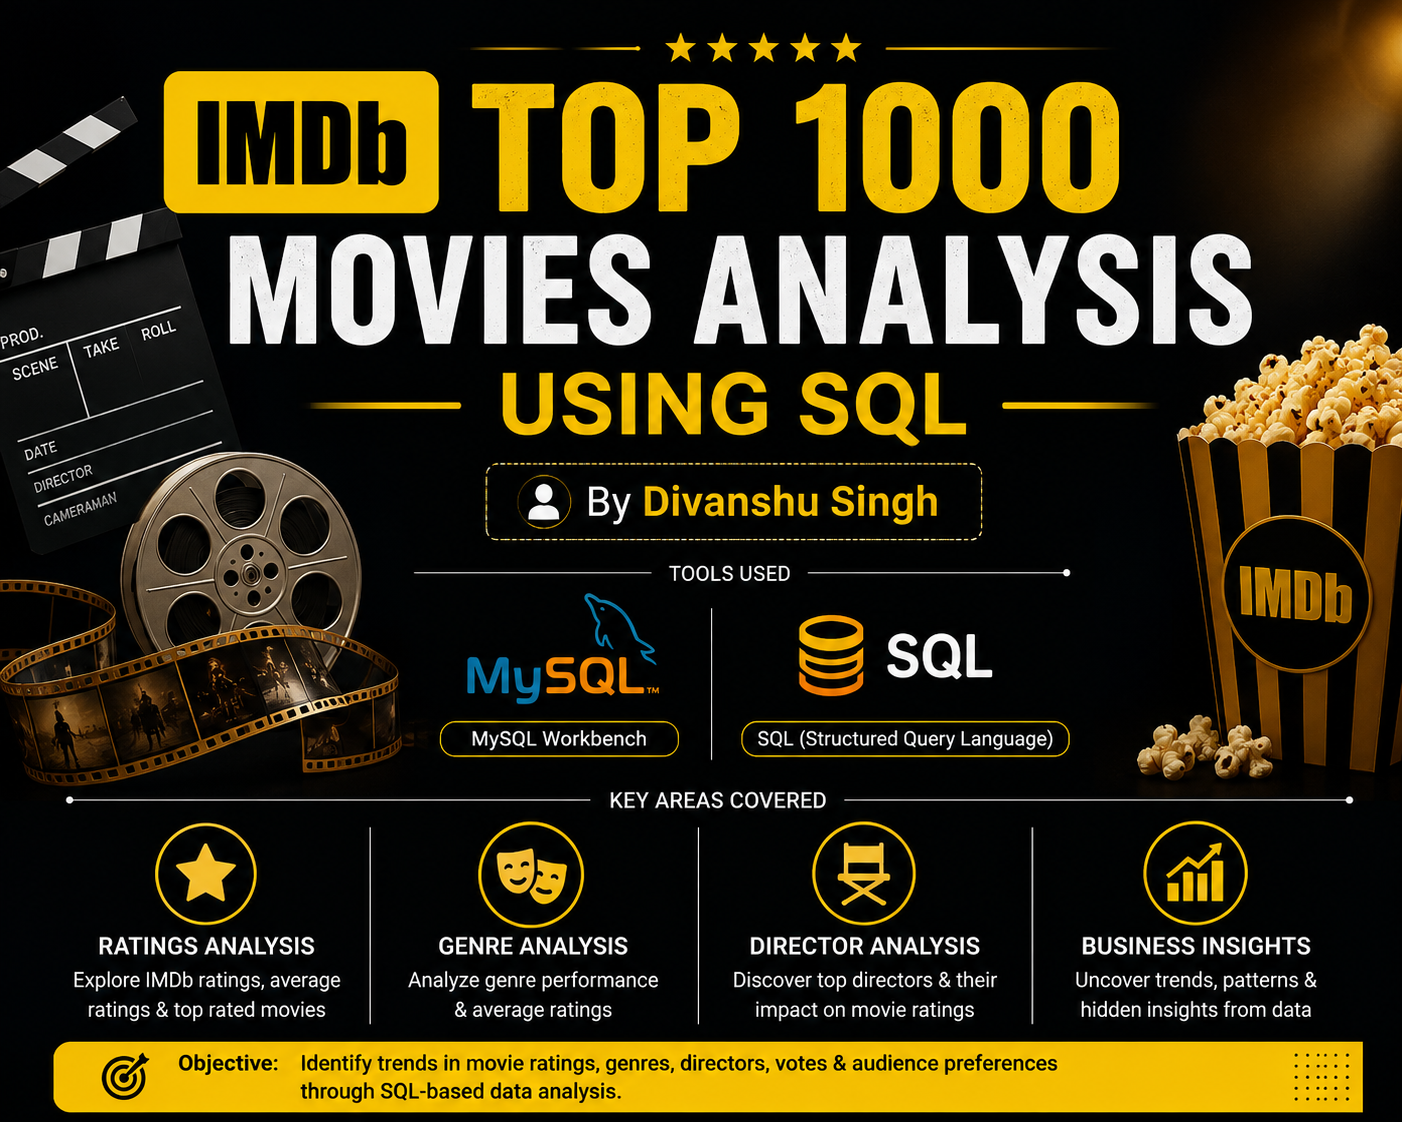 IMDb TOP 1000
MOVIES ANALYSIS
USING SQL
By Divanshu Singh
PROD.
SCENE TAKE ROLL
DATE
DIRECTOR
CAMERAMAN
IMDb
TOOLS USED
MySQL™
SQL
MySQL Workbench
SQL (Structured Query Language)
KEY AREAS COVERED
RATINGS ANALYSIS
Explore IMDb ratings, average
ratings & top rated movies
GENRE ANALYSIS
Analyze genre performance
& average ratings
DIRECTOR ANALYSIS
Discover top directors & their
impact on movie ratings
BUSINESS INSIGHTS
Uncover trends, patterns &
hidden insights from data
Objective: Identify trends in movie ratings, genres, directors, votes & audience preferences
through SQL-based data analysis.